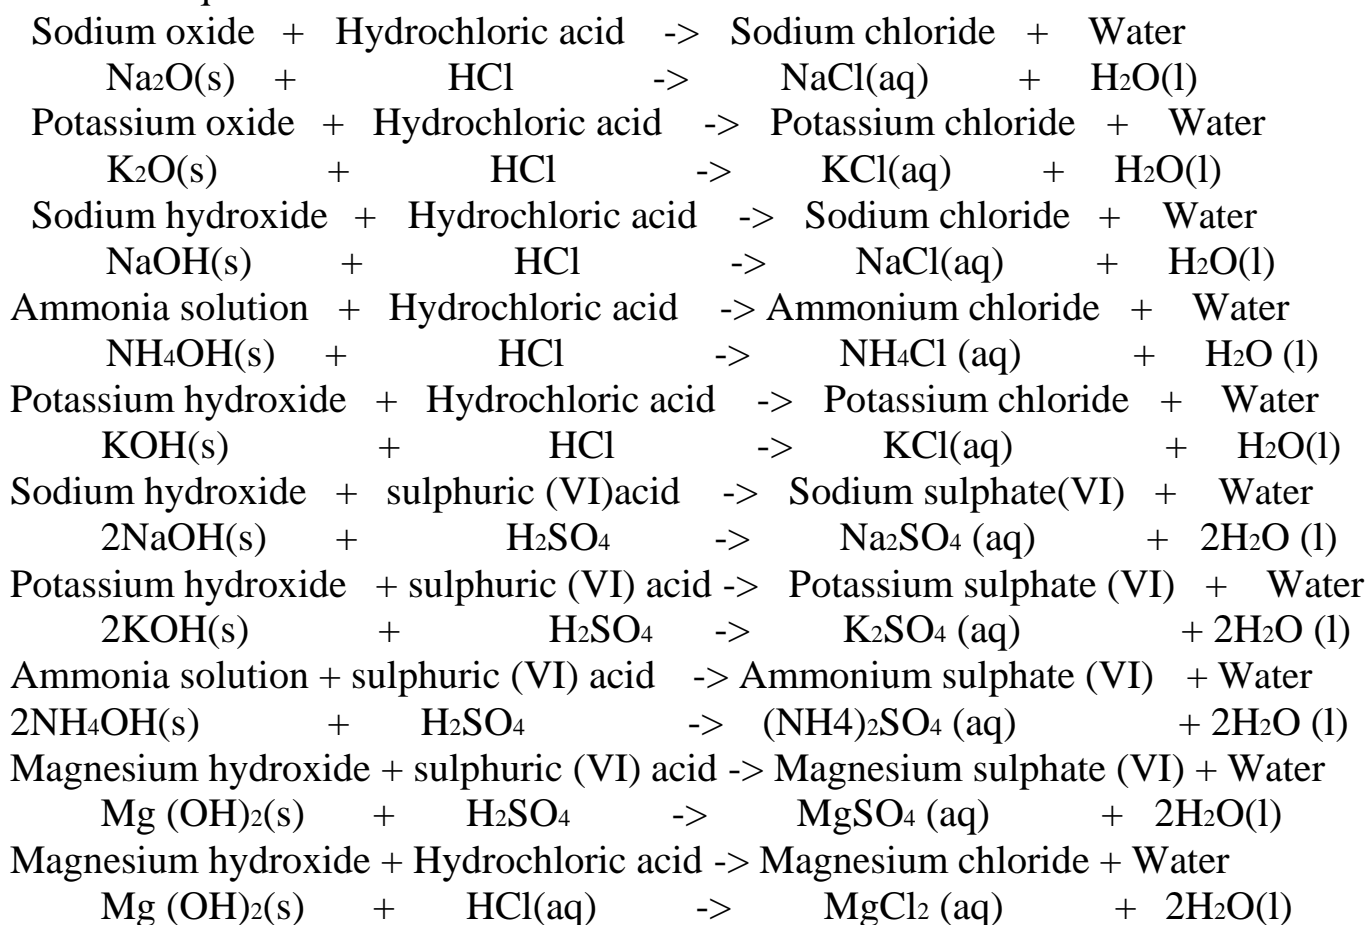 Sodium oxide + Hydrochloric acid -> Sodium chloride + Water
Na2O(s) + HCl -> NaCl(aq) + H2O(l)
Potassium oxide + Hydrochloric acid -> Potassium chloride + Water
K2O(s) + HCl -> KCl(aq) + H2O(l)
Sodium hydroxide + Hydrochloric acid -> Sodium chloride + Water
NaOH(s) + HCl -> NaCl(aq) + H2O(l)
Ammonia solution + Hydrochloric acid -> Ammonium chloride + Water
NH4OH(s) + HCl -> NH4Cl (aq) + H2O (l)
Potassium hydroxide + Hydrochloric acid -> Potassium chloride + Water
KOH(s) + HCl -> KCl(aq) + H2O(l)
Sodium hydroxide + sulphuric (VI)acid -> Sodium sulphate(VI) + Water
2NaOH(s) + H2SO4 -> Na2SO4 (aq) + 2H2O (l)
Potassium hydroxide + sulphuric (VI) acid -> Potassium sulphate (VI) + Water
2KOH(s) + H2SO4 -> K2SO4 (aq) + 2H2O (l)
Ammonia solution + sulphuric (VI) acid -> Ammonium sulphate (VI) + Water
2NH4OH(s) + H2SO4 -> (NH4)2SO4 (aq) + 2H2O (l)
Magnesium hydroxide + sulphuric (VI) acid -> Magnesium sulphate (VI) + Water
Mg (OH)2(s) + H2SO4 -> MgSO4 (aq) + 2H2O(l)
Magnesium hydroxide + Hydrochloric acid -> Magnesium chloride + Water
Mg (OH)2(s) + HCl(aq) -> MgCl2 (aq) + 2H2O(l)